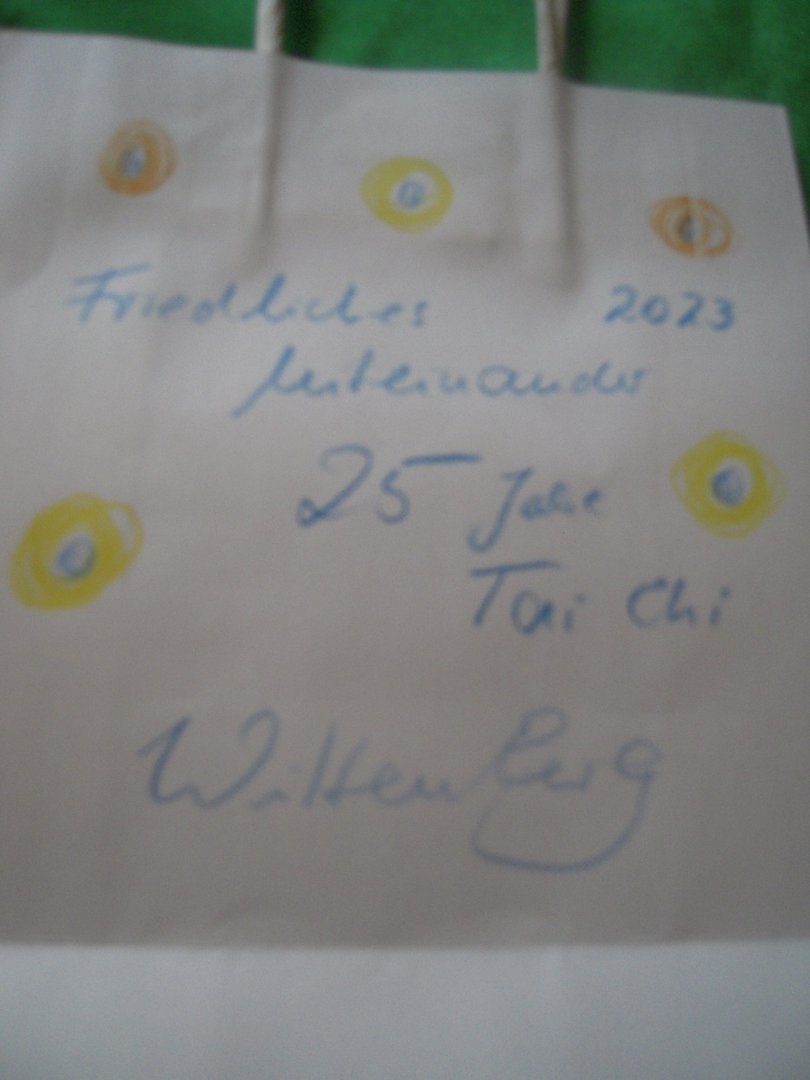 Friedliches 2023
Miteinander
25 Jahre
Tai Chi
Wittenberg